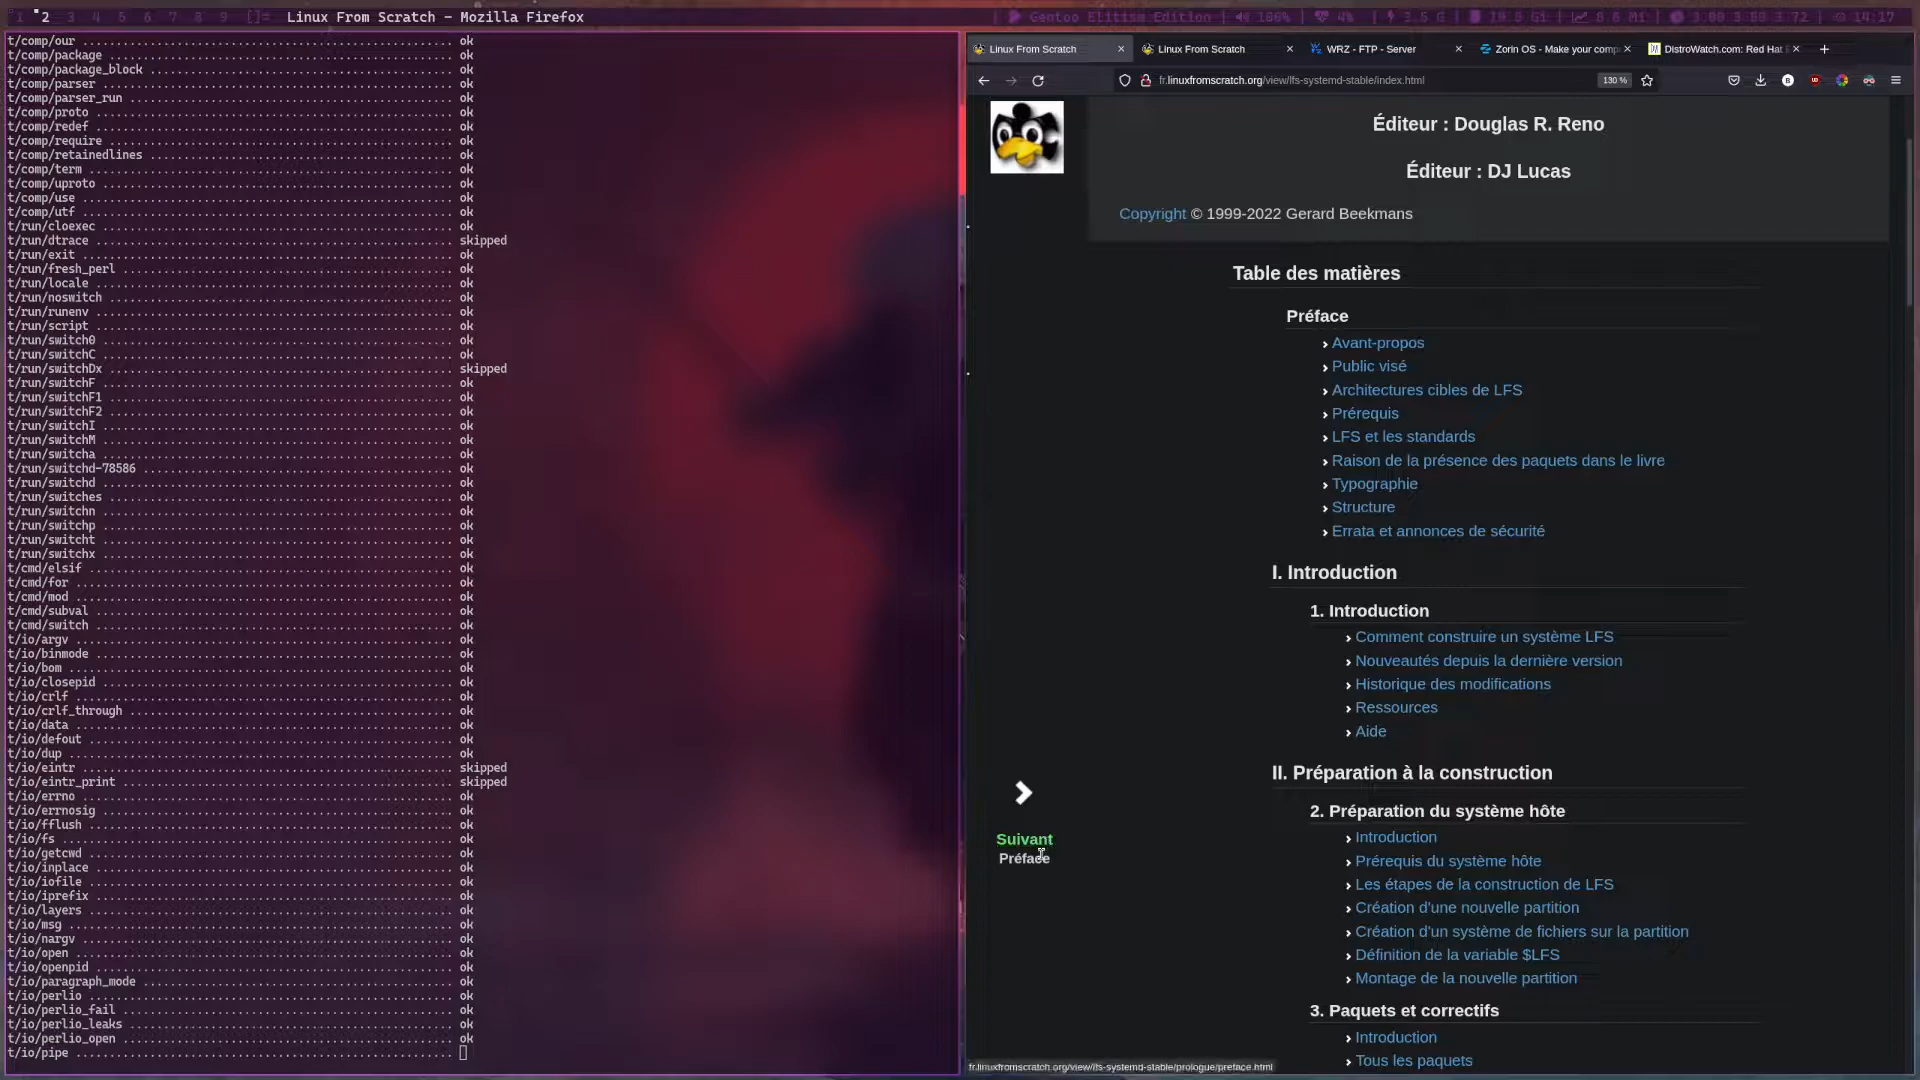 1 2 3 4 5 6 7 8 9 []= Linux From Scratch — Mozilla Firefox
Gentoo Elitism Edition 4% 14:17
t/comp/our ok
t/comp/package ok
t/comp/package_block ok
t/comp/parser ok
t/comp/parser_run ok
t/comp/proto ok
t/comp/redef ok
t/comp/require ok
t/comp/retainedlines ok
t/comp/term ok
t/comp/uproto ok
t/comp/use ok
t/comp/utf ok
t/run/cloexec ok
t/run/dtrace skipped
t/run/exit ok
t/run/fresh_perl ok
t/run/locale ok
t/run/noswitch ok
t/run/runenv ok
t/run/script ok
t/run/switch0 ok
t/run/switchC ok
t/run/switchDx skipped
t/run/switchF ok
t/run/switchF1 ok
t/run/switchF2 ok
t/run/switchI ok
t/run/switchM ok
t/run/switcha ok
t/run/switchd-78586 ok
t/run/switchd ok
t/run/switches ok
t/run/switchn ok
t/run/switchp ok
t/run/switcht ok
t/run/switchx ok
t/cmd/elsif ok
t/cmd/for ok
t/cmd/mod ok
t/cmd/subval ok
t/cmd/switch ok
t/io/argv ok
t/io/binmode ok
t/io/bom ok
t/io/closepid ok
t/io/crlf ok
t/io/crlf_through ok
t/io/data ok
t/io/defout ok
t/io/dup ok
t/io/eintr skipped
t/io/eintr_print skipped
t/io/errno ok
t/io/errnosig ok
t/io/fflush ok
t/io/fs ok
t/io/getcwd ok
t/io/inplace ok
t/io/iofile ok
t/io/iprefix ok
t/io/layers ok
t/io/msg ok
t/io/nargv ok
t/io/open ok
t/io/openpid ok
t/io/paragraph_mode ok
t/io/perlio ok
t/io/perlio_fail ok
t/io/perlio_leaks ok
t/io/perlio_open ok
t/io/pipe
Linux From Scratch × Linux From Scratch × WRZ - FTP - Server × Zorin OS - Make your comp × DistroWatch.com: Red Hat E × +
fr.linuxfromscratch.org/view/lfs-systemd-stable/index.html 130 %
Éditeur : Douglas R. Reno
Éditeur : DJ Lucas
Copyright © 1999-2022 Gerard Beekmans
Table des matières
Préface
Avant-propos
Public visé
Architectures cibles de LFS
Prérequis
LFS et les standards
Raison de la présence des paquets dans le livre
Typographie
Structure
Errata et annonces de sécurité
I. Introduction
1. Introduction
Comment construire un système LFS
Nouveautés depuis la dernière version
Historique des modifications
Ressources
Aide
II. Préparation à la construction
2. Préparation du système hôte
Introduction
Prérequis du système hôte
Les étapes de la construction de LFS
Création d'une nouvelle partition
Création d'un système de fichiers sur la partition
Définition de la variable $LFS
Montage de la nouvelle partition
3. Paquets et correctifs
Introduction
Tous les paquets
Suivant
Préface
fr.linuxfromscratch.org/view/lfs-systemd-stable/prologue/preface.html